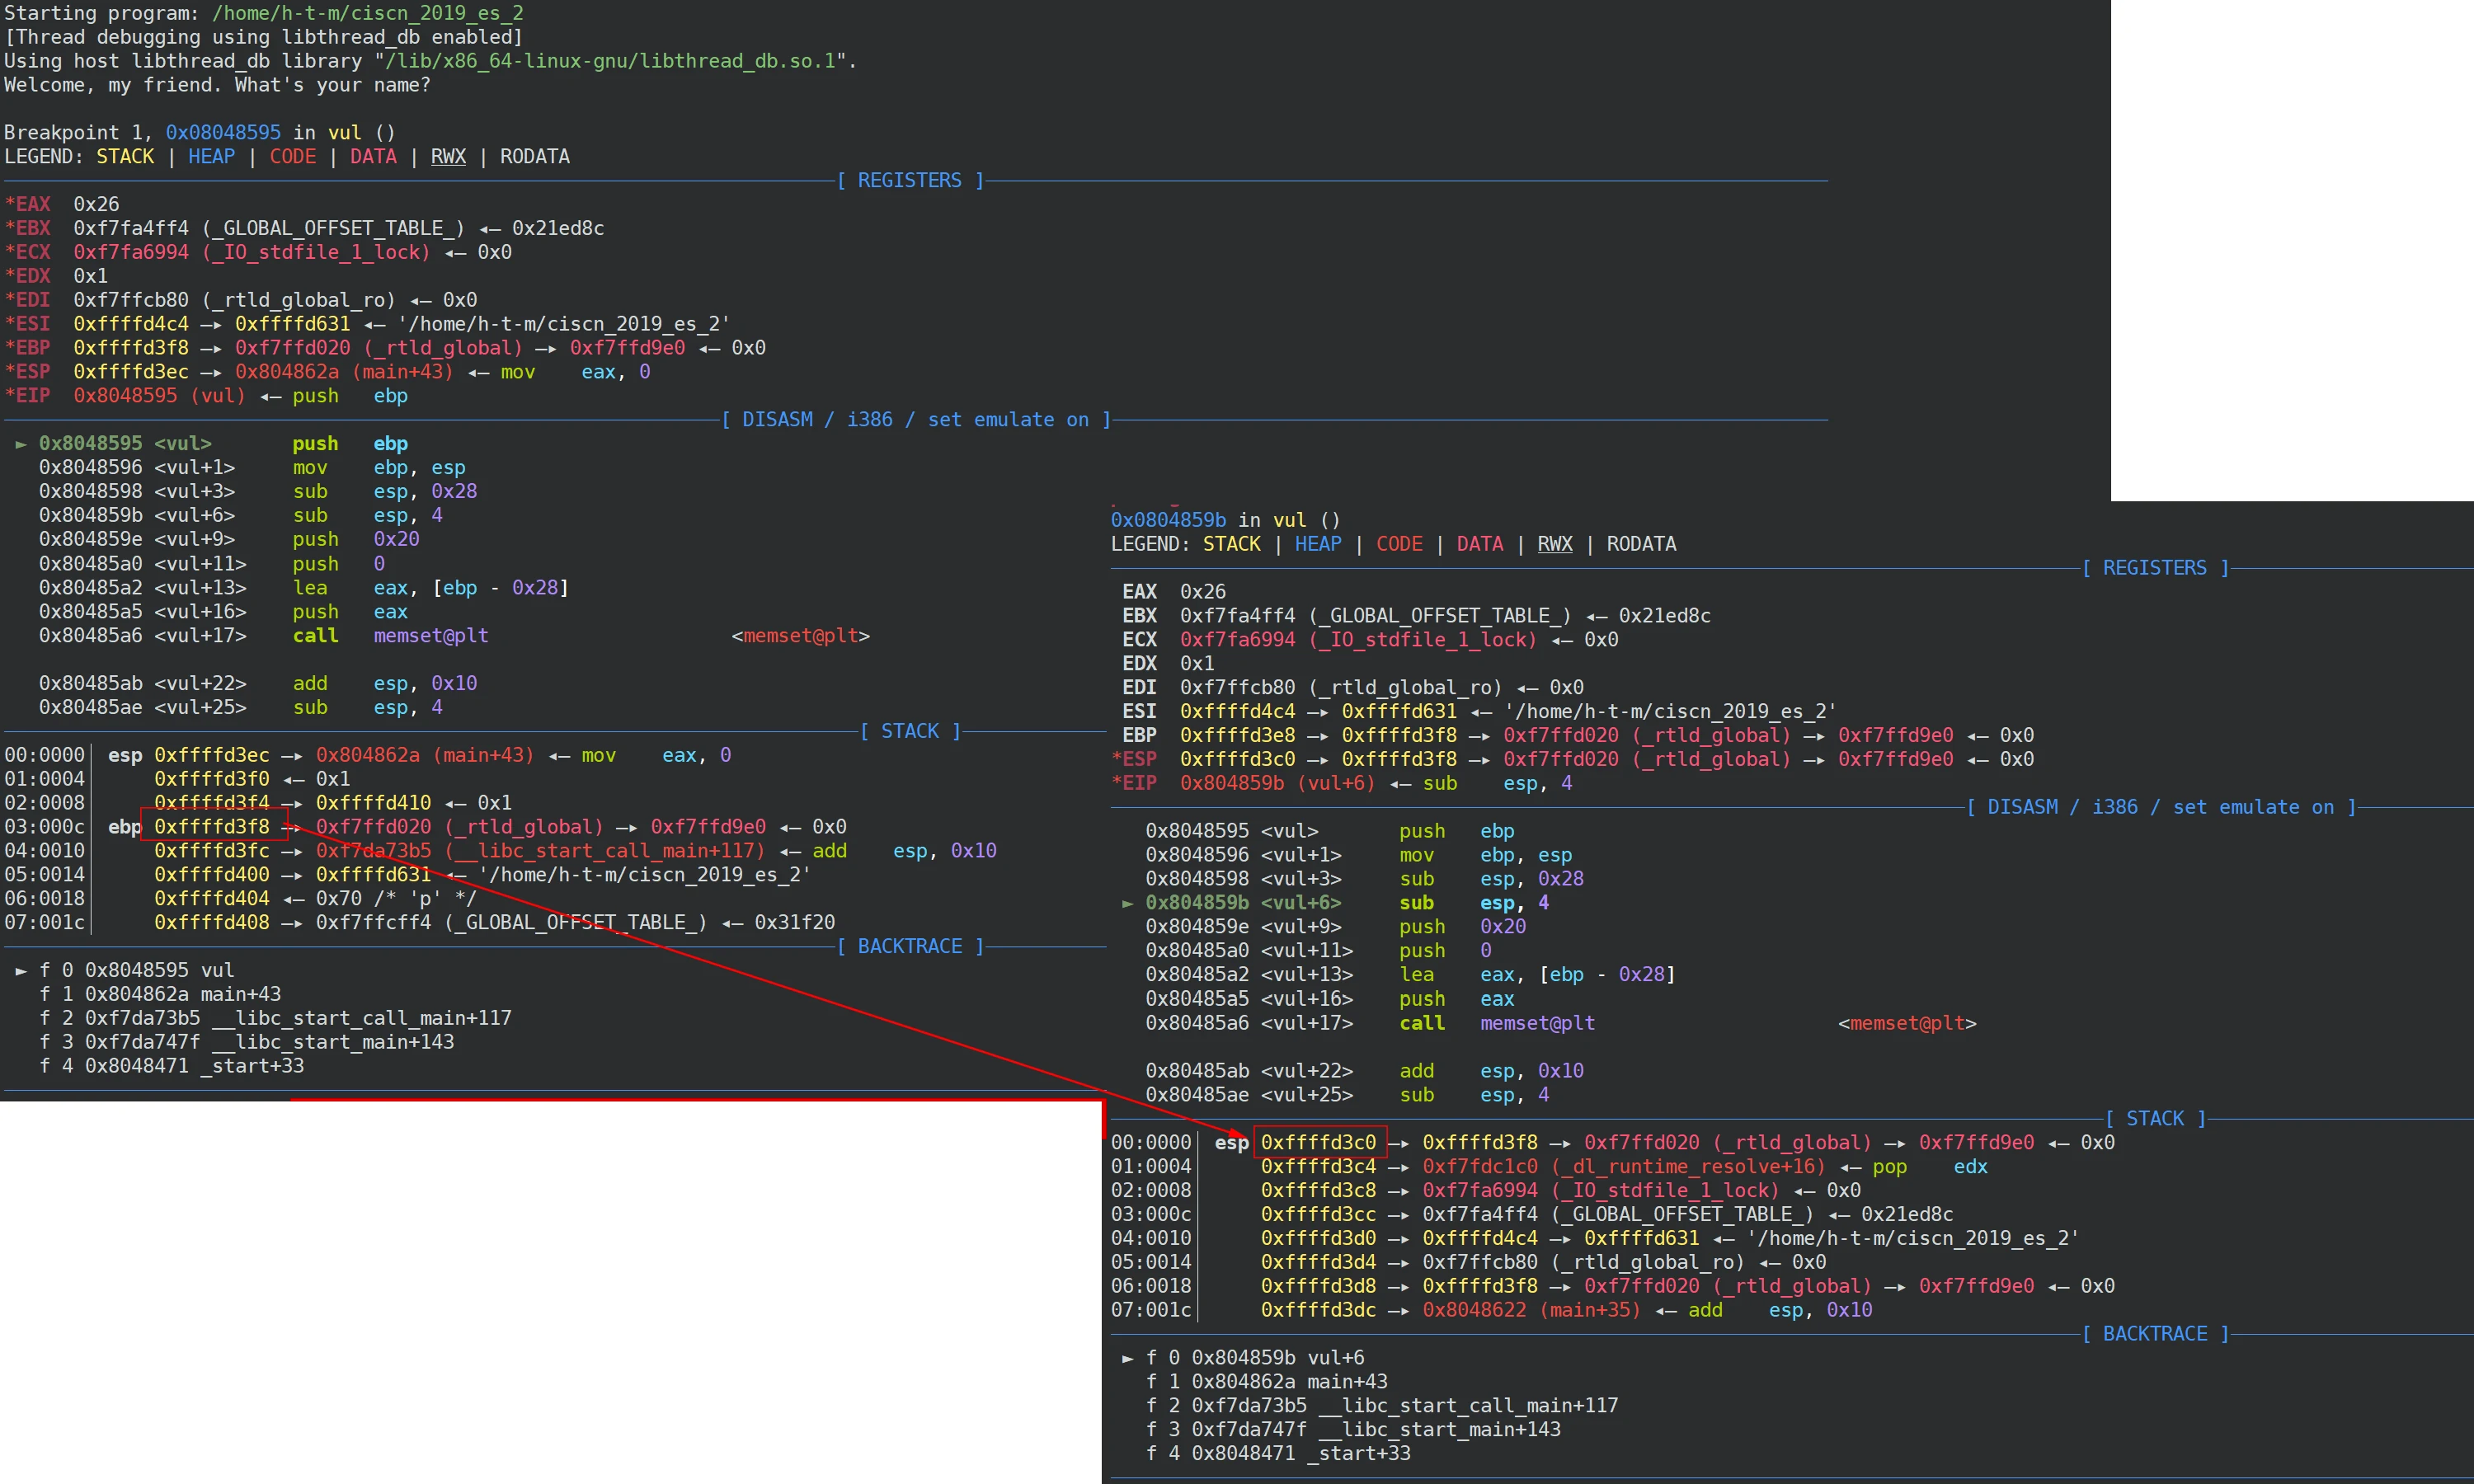 Starting program: /home/h-t-m/ciscn_2019_es_2
[Thread debugging using libthread_db enabled]
Using host libthread_db library "/lib/x86_64-linux-gnu/libthread_db.so.1".
Welcome, my friend. What's your name?
Breakpoint 1, 0x08048595 in vul ()
LEGEND: STACK | HEAP | CODE | DATA | RWX | RODATA
[ REGISTERS ]
*EAX  0x26
*EBX  0xf7fa4ff4 (_GLOBAL_OFFSET_TABLE_) ◂— 0x21ed8c
*ECX  0xf7fa6994 (_IO_stdfile_1_lock) ◂— 0x0
*EDX  0x1
*EDI  0xf7ffcb80 (_rtld_global_ro) ◂— 0x0
*ESI  0xffffd4c4 —▸ 0xffffd631 ◂— '/home/h-t-m/ciscn_2019_es_2'
*EBP  0xffffd3f8 —▸ 0xf7ffd020 (_rtld_global) —▸ 0xf7ffd9e0 ◂— 0x0
*ESP  0xffffd3ec —▸ 0x804862a (main+43) ◂— mov    eax, 0
*EIP  0x8048595 (vul) ◂— push   ebp
[ DISASM / i386 / set emulate on ]
► 0x8048595 <vul>       push   ebp
0x8048596 <vul+1>     mov    ebp, esp
0x8048598 <vul+3>     sub    esp, 0x28
0x804859b <vul+6>     sub    esp, 4
0x804859e <vul+9>     push   0x20
0x80485a0 <vul+11>    push   0
0x80485a2 <vul+13>    lea    eax, [ebp - 0x28]
0x80485a5 <vul+16>    push   eax
0x80485a6 <vul+17>    call   memset@plt                     <memset@plt>
0x80485ab <vul+22>    add    esp, 0x10
0x80485ae <vul+25>    sub    esp, 4
[ STACK ]
00:0000│ esp 0xffffd3ec —▸ 0x804862a (main+43) ◂— mov    eax, 0
01:0004│     0xffffd3f0 ◂— 0x1
02:0008│     0xffffd3f4 —▸ 0xffffd410 ◂— 0x1
03:000c│ ebp 0xffffd3f8 —▸ 0xf7ffd020 (_rtld_global) —▸ 0xf7ffd9e0 ◂— 0x0
04:0010│     0xffffd3fc —▸ 0xf7da73b5 (__libc_start_call_main+117) ◂— add    esp, 0x10
05:0014│     0xffffd400 —▸ 0xffffd631 ◂— '/home/h-t-m/ciscn_2019_es_2'
06:0018│     0xffffd404 ◂— 0x70 /* 'p' */
07:001c│     0xffffd408 —▸ 0xf7ffcff4 (_GLOBAL_OFFSET_TABLE_) ◂— 0x31f20
[ BACKTRACE ]
► f 0 0x8048595 vul
f 1 0x804862a main+43
f 2 0xf7da73b5 __libc_start_call_main+117
f 3 0xf7da747f __libc_start_main+143
f 4 0x8048471 _start+33
0x0804859b in vul ()
LEGEND: STACK | HEAP | CODE | DATA | RWX | RODATA
[ REGISTERS ]
EAX  0x26
EBX  0xf7fa4ff4 (_GLOBAL_OFFSET_TABLE_) ◂— 0x21ed8c
ECX  0xf7fa6994 (_IO_stdfile_1_lock) ◂— 0x0
EDX  0x1
EDI  0xf7ffcb80 (_rtld_global_ro) ◂— 0x0
ESI  0xffffd4c4 —▸ 0xffffd631 ◂— '/home/h-t-m/ciscn_2019_es_2'
EBP  0xffffd3e8 —▸ 0xffffd3f8 —▸ 0xf7ffd020 (_rtld_global) —▸ 0xf7ffd9e0 ◂— 0x0
*ESP  0xffffd3c0 —▸ 0xffffd3f8 —▸ 0xf7ffd020 (_rtld_global) —▸ 0xf7ffd9e0 ◂— 0x0
*EIP  0x804859b (vul+6) ◂— sub    esp, 4
[ DISASM / i386 / set emulate on ]
0x8048595 <vul>       push   ebp
0x8048596 <vul+1>     mov    ebp, esp
0x8048598 <vul+3>     sub    esp, 0x28
► 0x804859b <vul+6>     sub    esp, 4
0x804859e <vul+9>     push   0x20
0x80485a0 <vul+11>    push   0
0x80485a2 <vul+13>    lea    eax, [ebp - 0x28]
0x80485a5 <vul+16>    push   eax
0x80485a6 <vul+17>    call   memset@plt                     <memset@plt>
0x80485ab <vul+22>    add    esp, 0x10
0x80485ae <vul+25>    sub    esp, 4
[ STACK ]
00:0000│ esp 0xffffd3c0 —▸ 0xffffd3f8 —▸ 0xf7ffd020 (_rtld_global) —▸ 0xf7ffd9e0 ◂— 0x0
01:0004│     0xffffd3c4 —▸ 0xf7fdc1c0 (_dl_runtime_resolve+16) ◂— pop    edx
02:0008│     0xffffd3c8 —▸ 0xf7fa6994 (_IO_stdfile_1_lock) ◂— 0x0
03:000c│     0xffffd3cc —▸ 0xf7fa4ff4 (_GLOBAL_OFFSET_TABLE_) ◂— 0x21ed8c
04:0010│     0xffffd3d0 —▸ 0xffffd4c4 —▸ 0xffffd631 ◂— '/home/h-t-m/ciscn_2019_es_2'
05:0014│     0xffffd3d4 —▸ 0xf7ffcb80 (_rtld_global_ro) ◂— 0x0
06:0018│     0xffffd3d8 —▸ 0xffffd3f8 —▸ 0xf7ffd020 (_rtld_global) —▸ 0xf7ffd9e0 ◂— 0x0
07:001c│     0xffffd3dc —▸ 0x8048622 (main+35) ◂— add    esp, 0x10
[ BACKTRACE ]
► f 0 0x804859b vul+6
f 1 0x804862a main+43
f 2 0xf7da73b5 __libc_start_call_main+117
f 3 0xf7da747f __libc_start_main+143
f 4 0x8048471 _start+33